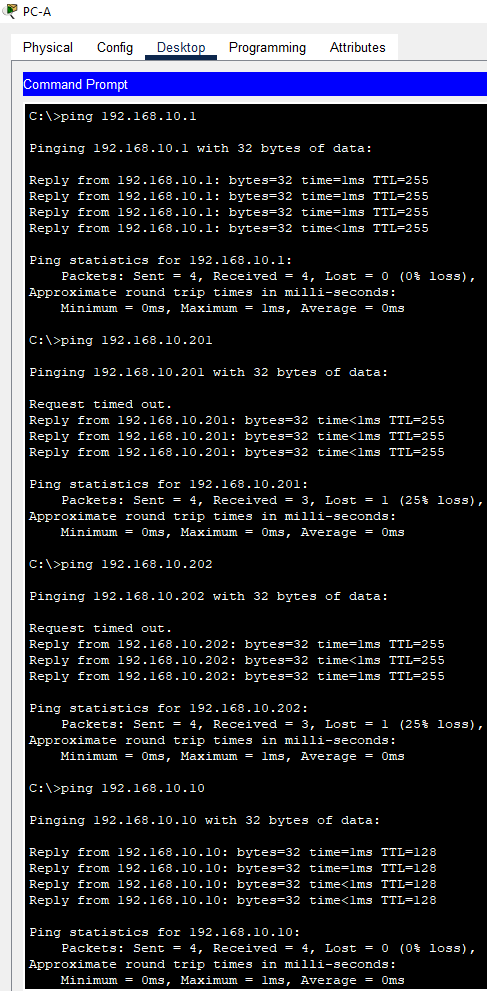 PC-A
Physical Config Desktop Programming Attributes
Command Prompt
C:\>ping 192.168.10.1
Pinging 192.168.10.1 with 32 bytes of data:
Reply from 192.168.10.1: bytes=32 time=1ms TTL=255
Reply from 192.168.10.1: bytes=32 time=1ms TTL=255
Reply from 192.168.10.1: bytes=32 time=1ms TTL=255
Reply from 192.168.10.1: bytes=32 time<1ms TTL=255
Ping statistics for 192.168.10.1:
Packets: Sent = 4, Received = 4, Lost = 0 (0% loss),
Approximate round trip times in milli-seconds:
Minimum = 0ms, Maximum = 1ms, Average = 0ms
C:\>ping 192.168.10.201
Pinging 192.168.10.201 with 32 bytes of data:
Request timed out.
Reply from 192.168.10.201: bytes=32 time<1ms TTL=255
Reply from 192.168.10.201: bytes=32 time<1ms TTL=255
Reply from 192.168.10.201: bytes=32 time<1ms TTL=255
Ping statistics for 192.168.10.201:
Packets: Sent = 4, Received = 3, Lost = 1 (25% loss),
Approximate round trip times in milli-seconds:
Minimum = 0ms, Maximum = 0ms, Average = 0ms
C:\>ping 192.168.10.202
Pinging 192.168.10.202 with 32 bytes of data:
Request timed out.
Reply from 192.168.10.202: bytes=32 time=1ms TTL=255
Reply from 192.168.10.202: bytes=32 time<1ms TTL=255
Reply from 192.168.10.202: bytes=32 time=1ms TTL=255
Ping statistics for 192.168.10.202:
Packets: Sent = 4, Received = 3, Lost = 1 (25% loss),
Approximate round trip times in milli-seconds:
Minimum = 0ms, Maximum = 1ms, Average = 0ms
C:\>ping 192.168.10.10
Pinging 192.168.10.10 with 32 bytes of data:
Reply from 192.168.10.10: bytes=32 time=1ms TTL=128
Reply from 192.168.10.10: bytes=32 time=1ms TTL=128
Reply from 192.168.10.10: bytes=32 time<1ms TTL=128
Reply from 192.168.10.10: bytes=32 time<1ms TTL=128
Ping statistics for 192.168.10.10:
Packets: Sent = 4, Received = 4, Lost = 0 (0% loss),
Approximate round trip times in milli-seconds:
Minimum = 0ms, Maximum = 1ms, Average = 0ms